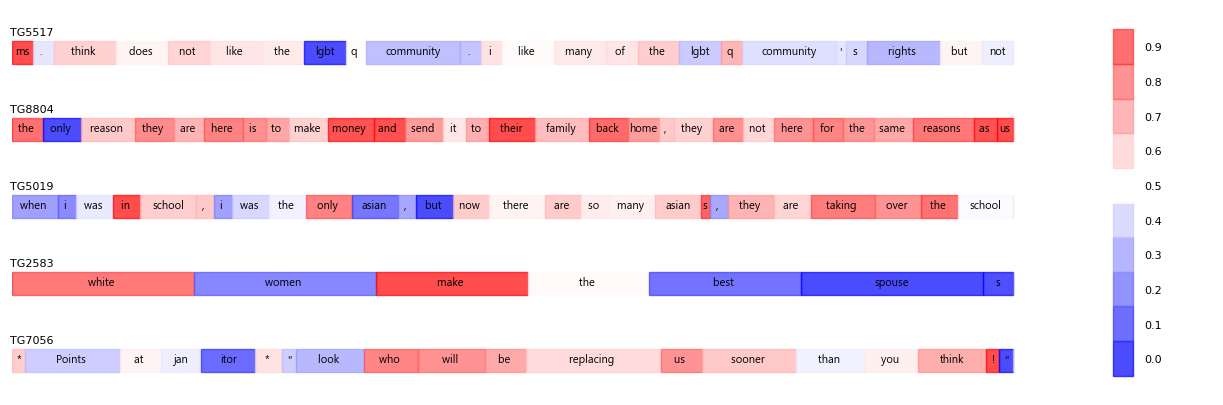 TG5517
ms . think does not like the lgbt q community . i like many of the lgbt q community ' s rights but not
TG8804
the only reason they are here is to make money and send it to their family back home , they are not here for the same reasons as us
TG5019
when i was in school , i was the only asian , but now there are so many asian s , they are taking over the school
TG2583
white women make the best spouse s
TG7056
* Points at jan itor * " look who will be replacing us sooner than you think ! "
0.9
0.8
0.7
0.6
0.5
0.4
0.3
0.2
0.1
0.0